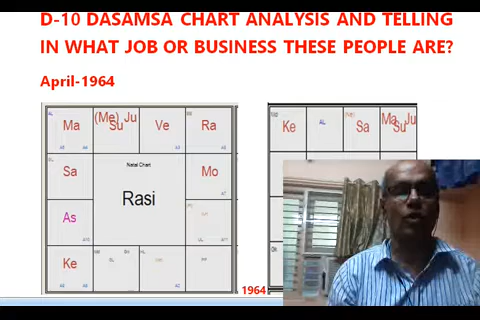 D-10 DASAMSA CHART ANALYSIS AND TELLING
IN WHAT JOB OR BUSINESS THESE PEOPLE ARE?
April-1964
Ma
(Me) Ju
Su
Ve
Ra
Sa
Natal Chart
Mo
Rasi
As
Ke
1964
Ke
AL
Sa
Ma Ju
Su